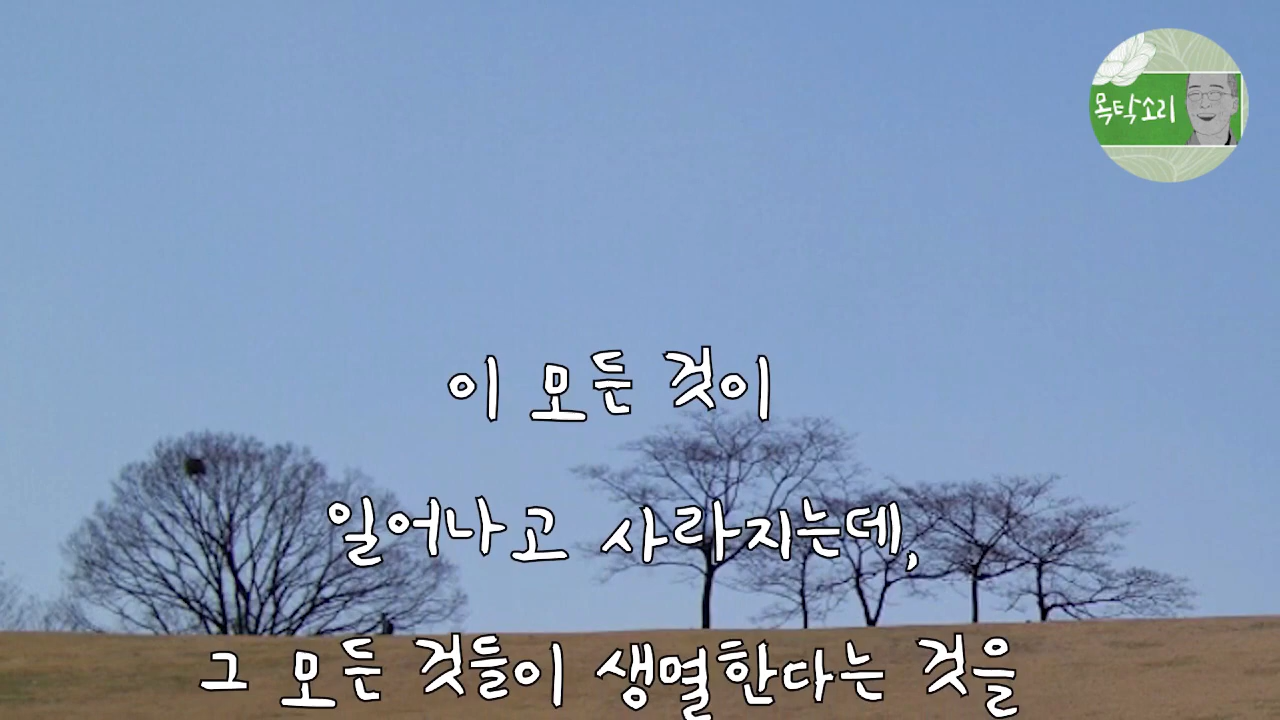 목탁소리
이 모든 것이
일어나고 사라지는데,
그 모든 것들이 생멸한다는 것을